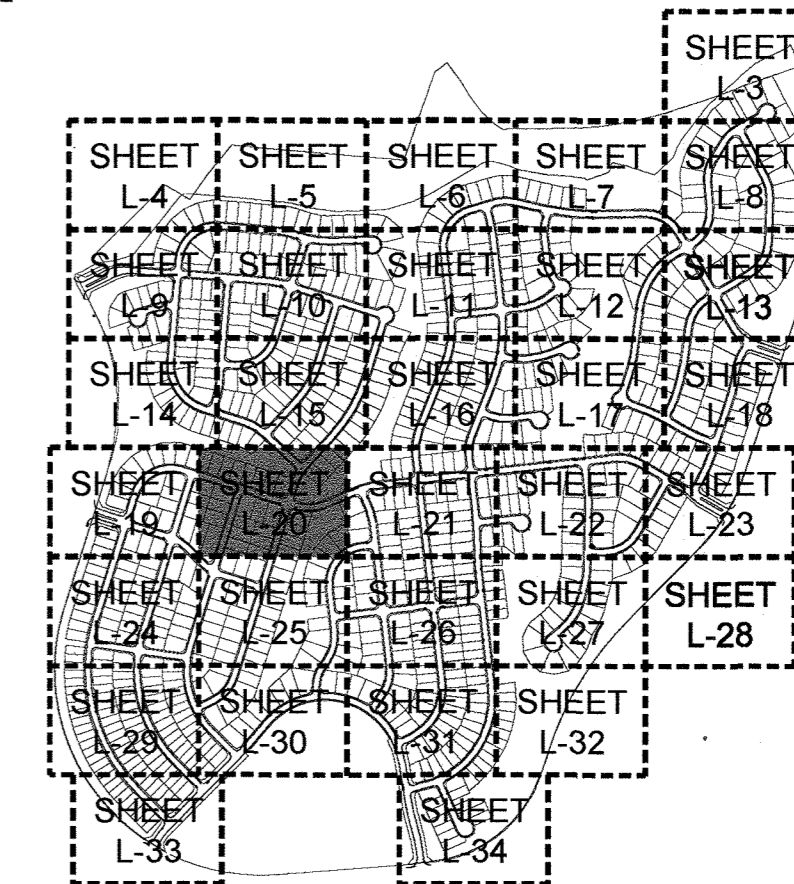 SHEET
L-3
SHEET
L-4
SHEET
L-5
SHEET
L-6
SHEET
L-7
SHEET
L-8
SHEET
L-9
SHEET
L-10
SHEET
L-11
SHEET
L-12
SHEET
L-13
SHEET
L-14
SHEET
L-15
SHEET
L-16
SHEET
L-17
SHEET
L-18
SHEET
L-19
SHEET
L-20
SHEET
L-21
SHEET
L-22
SHEET
L-23
SHEET
L-24
SHEET
L-25
SHEET
L-26
SHEET
L-27
SHEET
L-28
SHEET
L-29
SHEET
L-30
SHEET
L-31
SHEET
L-32
SHEET
L-33
SHEET
L-34